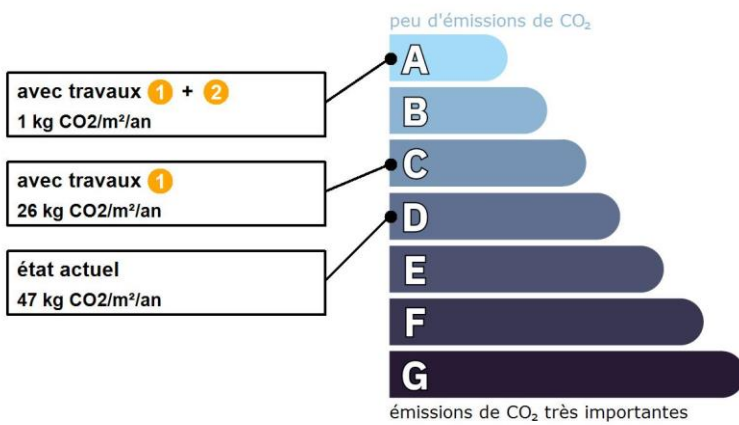 peu d'émissions de CO₂
A
avec travaux 1 + 2
1 kg CO2/m²/an
B
avec travaux 1
26 kg CO2/m²/an
C
D
état actuel
47 kg CO2/m²/an
E
F
G
émissions de CO₂ très importantes